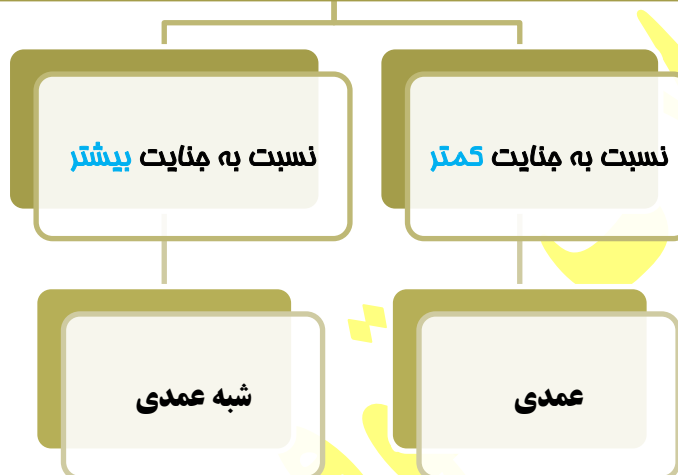 نسبت به جنایت کمتر
نسبت به جنایت بیشتر
عمدی
شبه عمدی